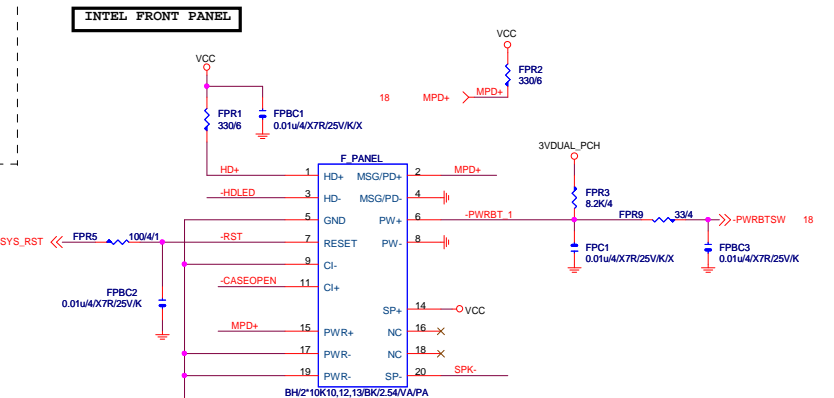 INTEL FRONT PANEL
VCC
VCC
FPR2
330/6
18 MPD+ MPD+
FPR1
330/6
FPBC1
0.01u/4/X7R/25V/K/X
3VDUAL_PCH
F_PANEL
HD+ 1 HD+ MSG/PD+ 2 MPD+
-HDLED 3 HD- MSG/PD- 4
FPR3
8.2K/4
5 GND PW+ 6 -PWRBT_1 FPR9 33/4 -PWRBTSW 18
SYS_RST FPR5 100/4/1 -RST 7 RESET PW- 8
FPC1
0.01u/4/X7R/25V/K/X
FPBC3
0.01u/4/X7R/25V/K
9 CI-
-CASEOPEN 11 CI+
FPBC2
0.01u/4/X7R/25V/K
SP+ 14 VCC
MPD+ 15 PWR+ NC 16
17 PWR- NC 18
19 PWR- SP- 20 SPK-
BH/2*10K10,12,13/BK/2.54/VA/PA